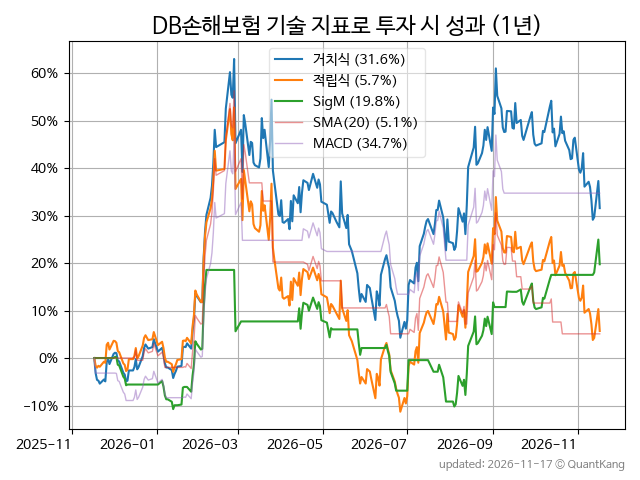 DB손해보험 기술 지표로 투자 시 성과 (1년)
거치식 (31.6%)
적립식 (5.7%)
SigM (19.8%)
SMA(20) (5.1%)
MACD (34.7%)
60%
50%
40%
30%
20%
10%
0%
−10%
2025-11 2026-01 2026-03 2026-05 2026-07 2026-09 2026-11
updated: 2026-11-17 © QuantKang